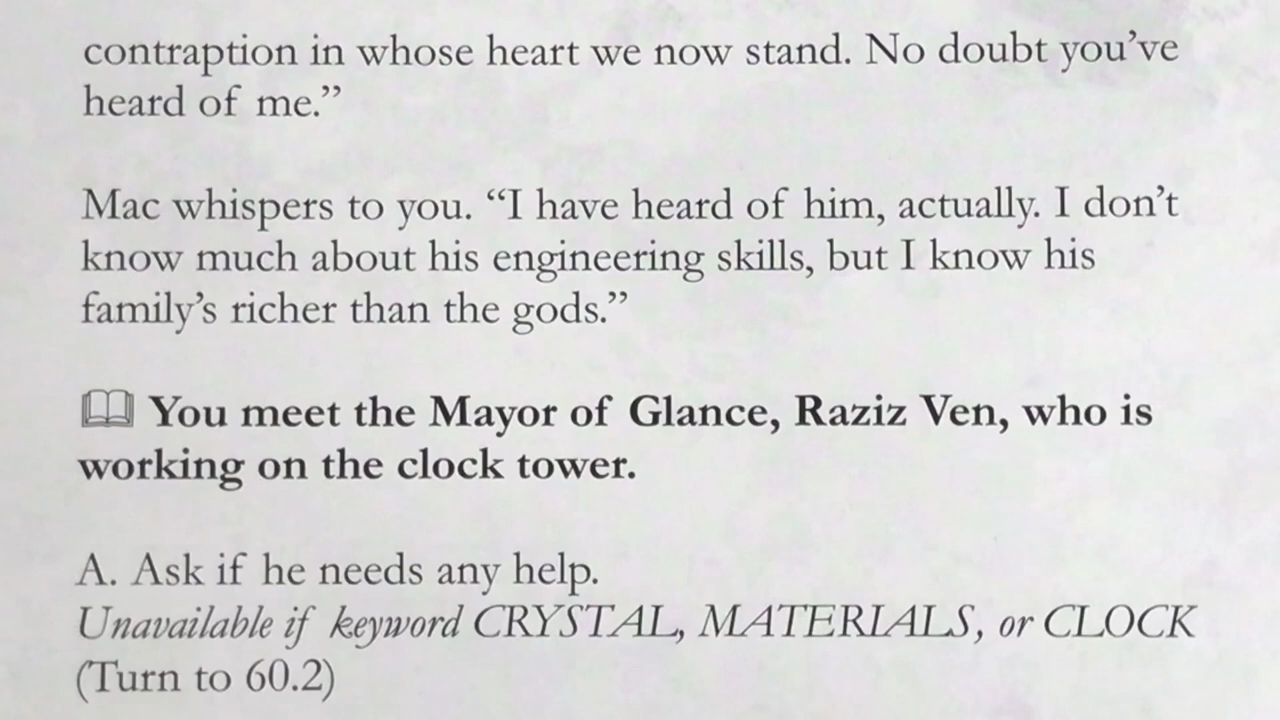 contraption in whose heart we now stand. No doubt you’ve
heard of me.”
Mac whispers to you. “I have heard of him, actually. I don’t
know much about his engineering skills, but I know his
family’s richer than the gods.”
You meet the Mayor of Glance, Raziz Ven, who is
working on the clock tower.
A. Ask if he needs any help.
Unavailable if keyword CRYSTAL, MATERIALS, or CLOCK
(Turn to 60.2)